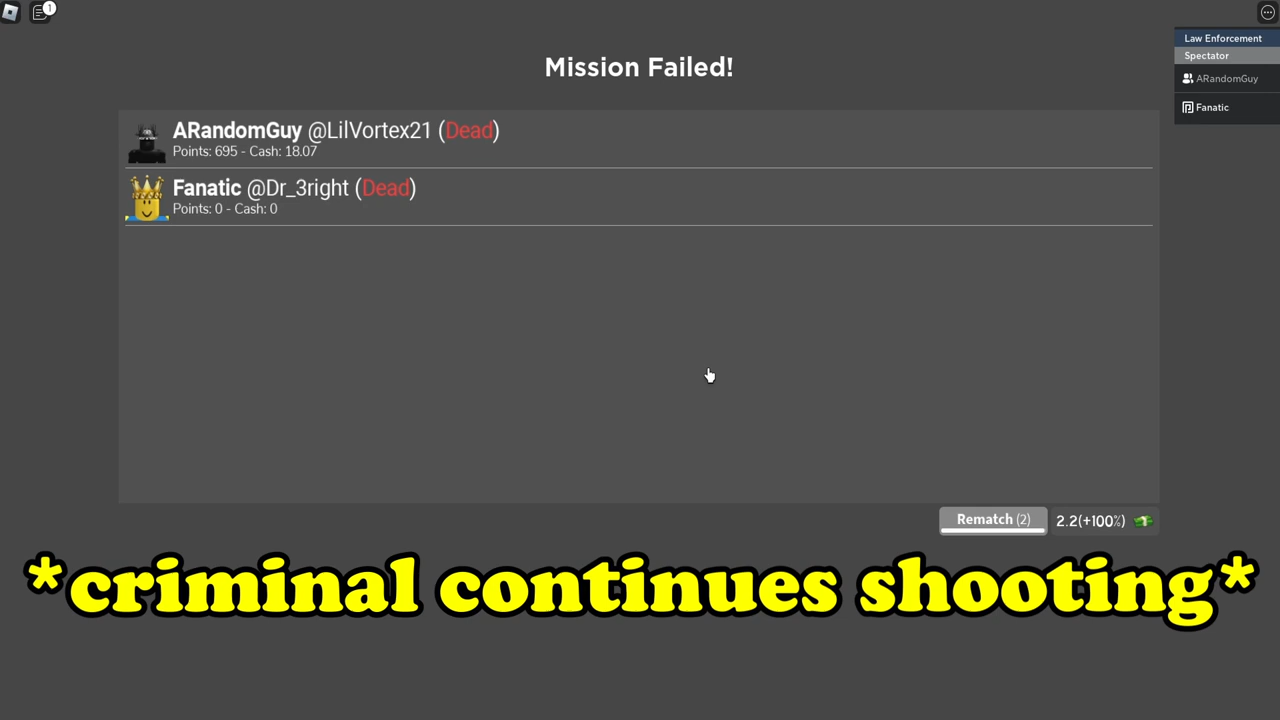 1
Law Enforcement
Spectator
ARandomGuy
Fanatic
Mission Failed!
ARandomGuy @LilVortex21 (Dead)
Points: 695 - Cash: 18.07
Fanatic @Dr_3right (Dead)
Points: 0 - Cash: 0
Rematch (2)
2.2(+100%)
*criminal continues shooting*